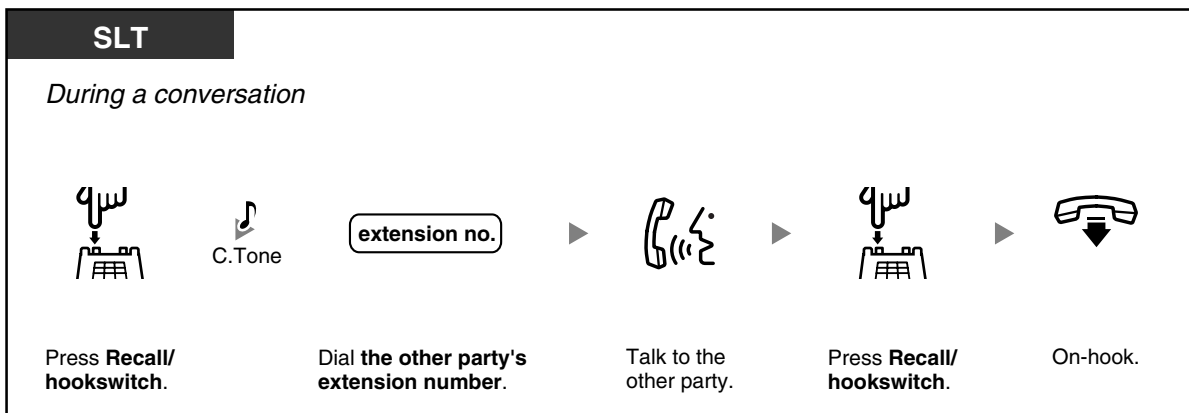 SLT
During a conversation
C.Tone
extension no.
Press Recall/
hookswitch.
Dial the other party's
extension number.
Talk to the
other party.
Press Recall/
hookswitch.
On-hook.